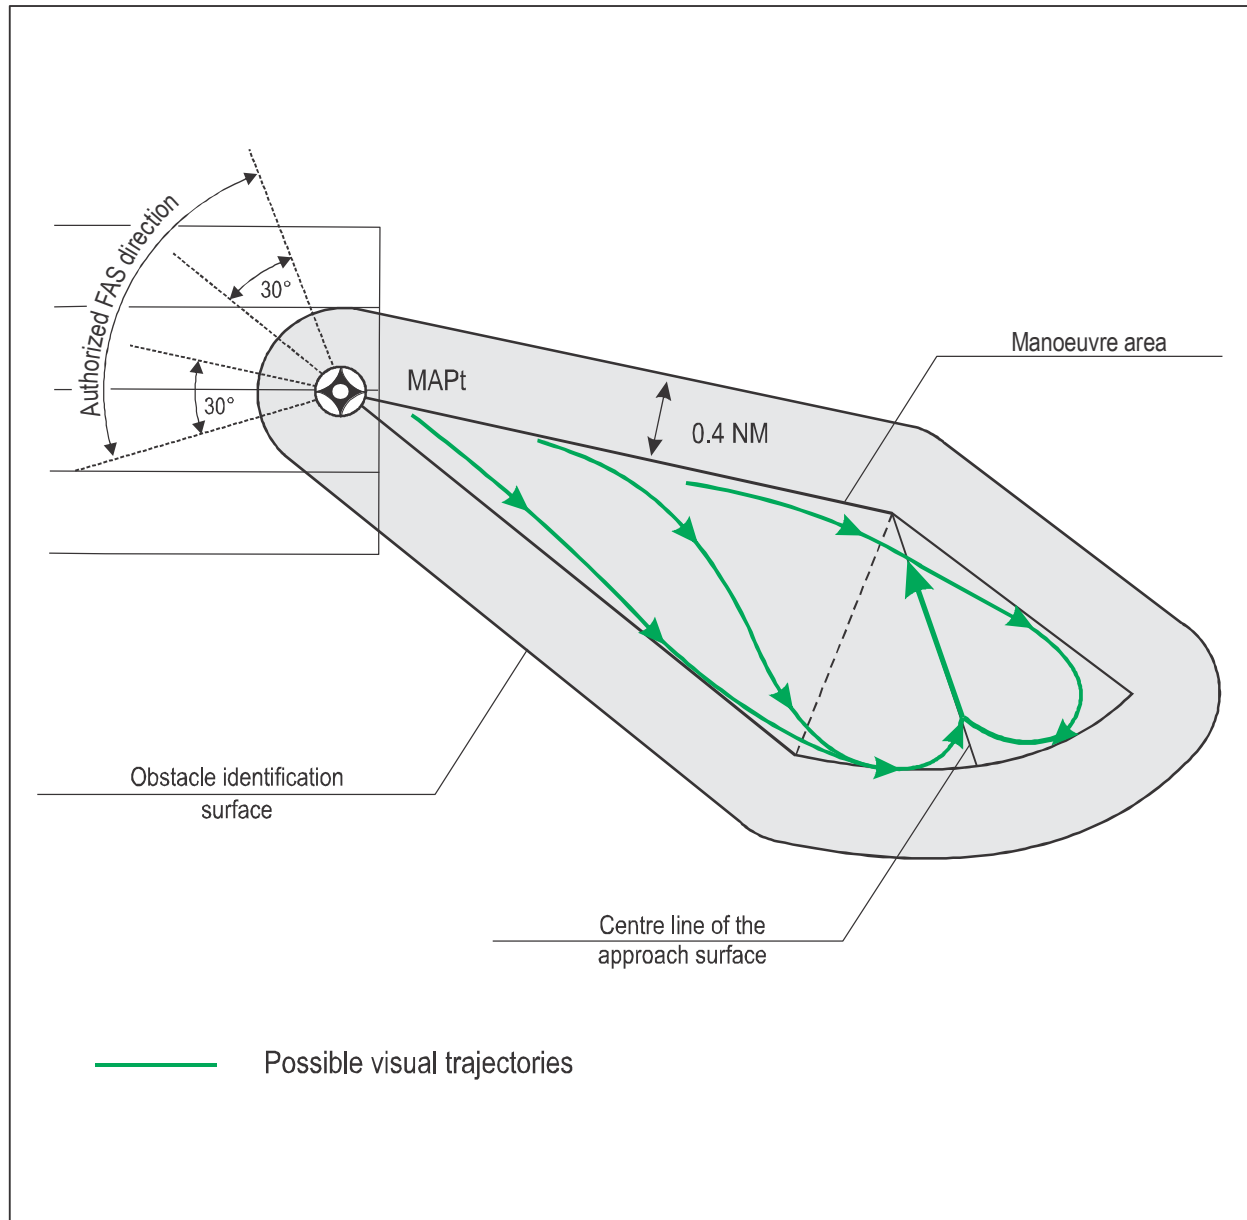 Authorized FAS direction
30°
30°
MAPt
Manoeuvre area
0.4 NM
Obstacle identification
surface
Centre line of the
approach surface
Possible visual trajectories